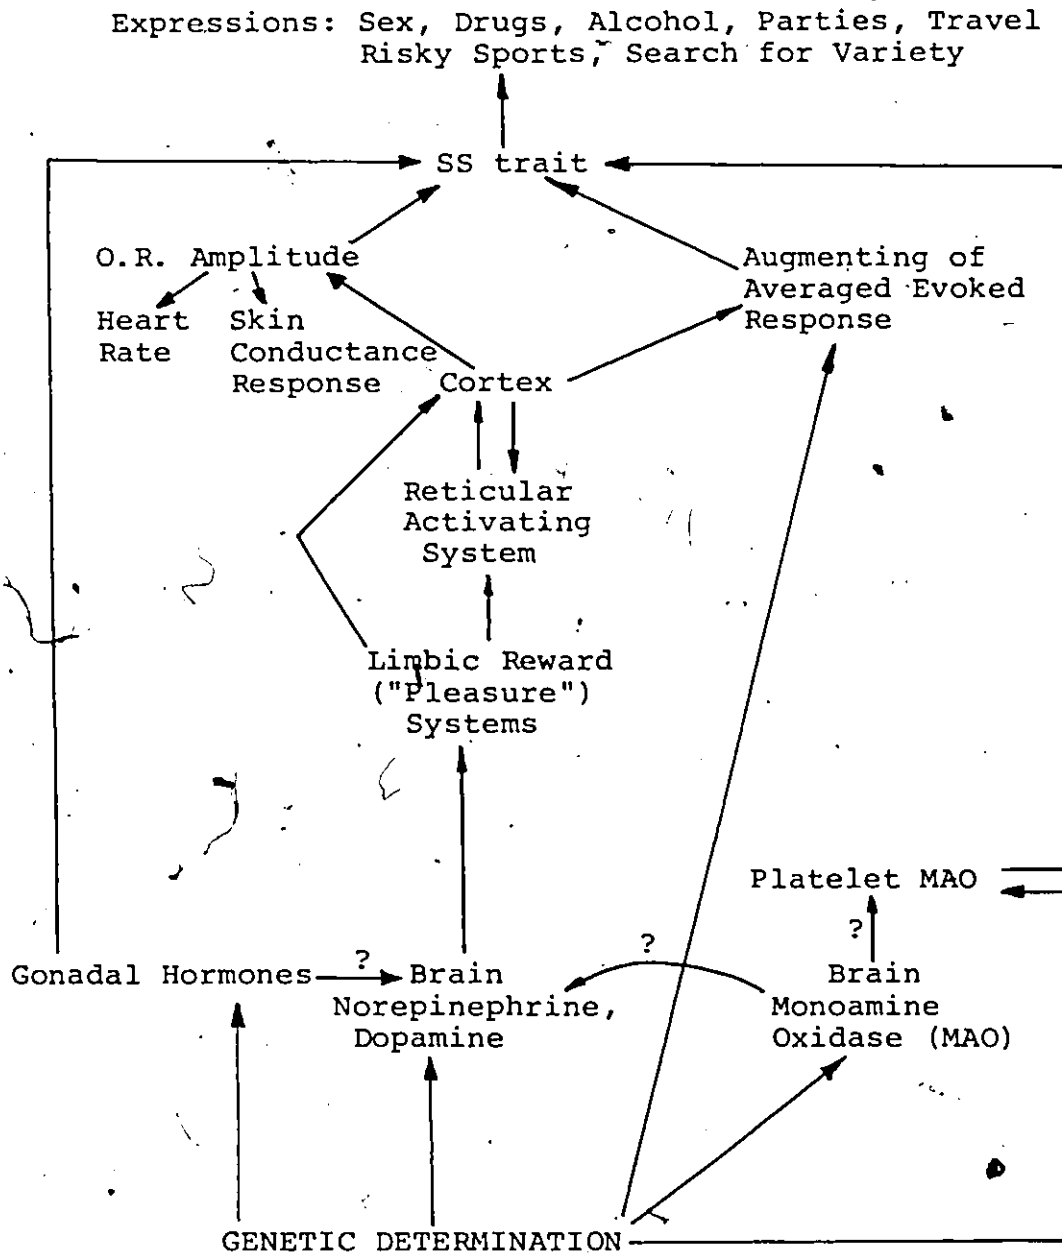 Expressions: Sex, Drugs, Alcohol, Parties, Travel
Risky Sports, Search for Variety
SS trait
O.R. Amplitude
Heart
Rate
Skin
Conductance
Response
Augmenting of
Averaged Evoked
Response
Cortex
Reticular
Activating
System
Limbic Reward
("Pleasure")
Systems
Platelet MAO
?
?
?
Gonadal Hormones
Brain
Norepinephrine,
Dopamine
Brain
Monoamine
Oxidase (MAO)
GENETIC DETERMINATION